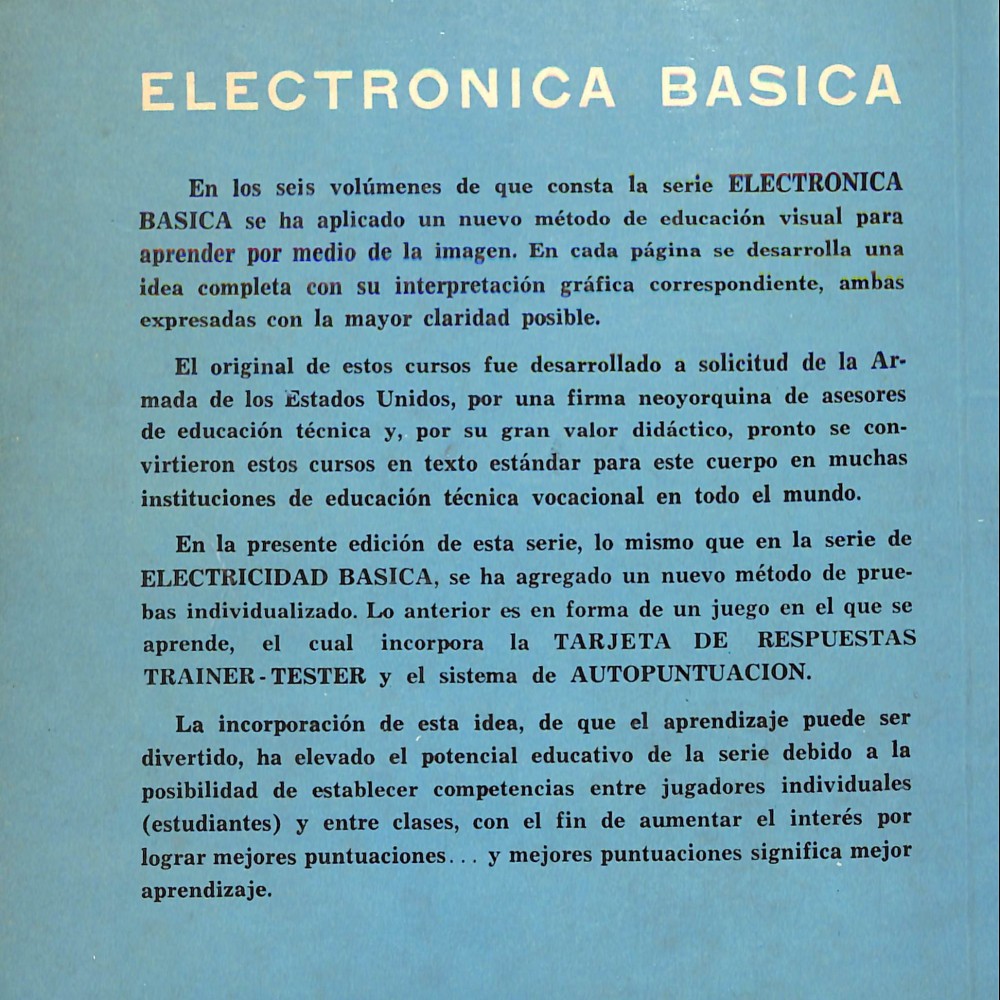 ELECTRONICA BASICA
En los seis volúmenes de que consta la serie ELECTRONICA
BASICA se ha aplicado un nuevo método de educación visual para
aprender por medio de la imagen. En cada página se desarrolla una
idea completa con su interpretación gráfica correspondiente, ambas
expresadas con la mayor claridad posible.
El original de estos cursos fue desarrollado a solicitud de la Ar-
mada de los Estados Unidos, por una firma neoyorquina de asesores
de educación técnica y, por su gran valor didáctico, pronto se con-
virtieron estos cursos en texto estándar para este cuerpo en muchas
instituciones de educación técnica vocacional en todo el mundo.
En la presente edición de esta serie, lo mismo que en la serie de
ELECTRICIDAD BASICA, se ha agregado un nuevo método de prue-
bas individualizado. Lo anterior es en forma de un juego en el que se
aprende, el cual incorpora la TARJETA DE RESPUESTAS
TRAINER-TESTER y el sistema de AUTOPUNTUACION.
La incorporación de esta idea, de que el aprendizaje puede ser
divertido, ha elevado el potencial educativo de la serie debido a la
posibilidad de establecer competencias entre jugadores individuales
(estudiantes) y entre clases, con el fin de aumentar el interés por
lograr mejores puntuaciones... y mejores puntuaciones significa mejor
aprendizaje.